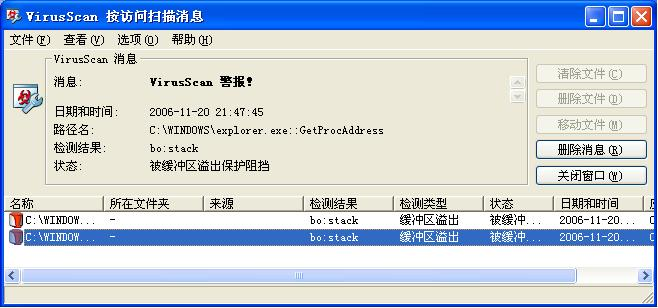 VirusScan 按访问扫描消息
文件(F) 查看(V) 选项(O) 帮助(H)
VirusScan 消息
消息: VirusScan 警报!
日期和时间: 2006-11-20 21:47:45
路径名: C:\WINDOWS\explorer.exe::GetProcAddress
检测结果: bo:stack
状态: 被缓冲区溢出保护阻挡
清除文件(C)
删除文件(D)
移动文件(M)
删除消息(R)
关闭窗口(W)
名称 所在文件夹 来源 检测结果 检测类型 状态 日期和时间
C:\WINDOW... - bo:stack 缓冲区溢出 被缓冲... 2006-11-20... C
C:\WINDOW... - bo:stack 缓冲区溢出 被缓冲... 2006-11-20... C